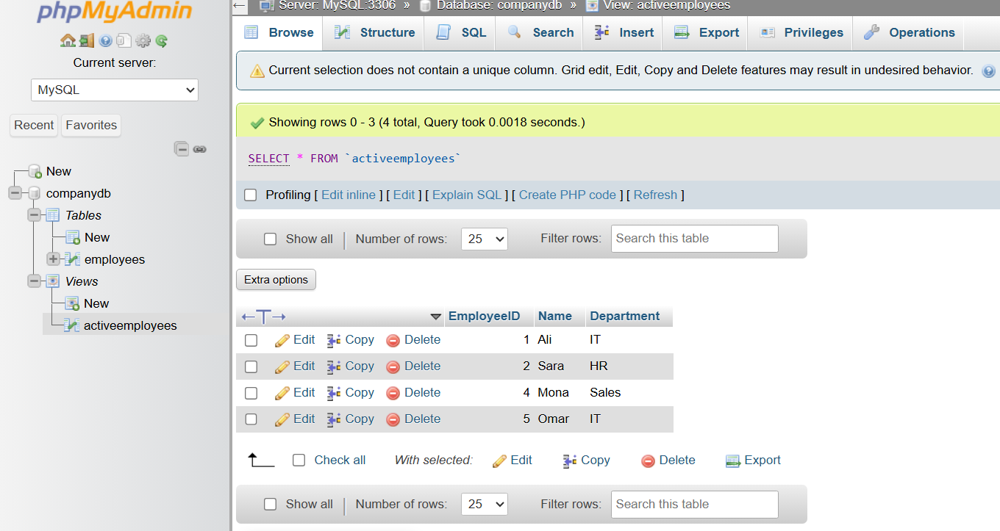 phpMyAdmin
Current server:
MySQL
Recent Favorites
New
companydb
Tables
New
employees
Views
New
activeemployees
Server: MySQL:3306 » Database: companydb » View: activeemployees
Browse Structure SQL Search Insert Export Privileges Operations
Current selection does not contain a unique column. Grid edit, Edit, Copy and Delete features may result in undesired behavior.
Showing rows 0 - 3 (4 total, Query took 0.0018 seconds.)
SELECT * FROM `activeemployees`
Profiling [ Edit inline ] [ Edit ] [ Explain SQL ] [ Create PHP code ] [ Refresh ]
Show all | Number of rows: 25 Filter rows: Search this table
Extra options
←T→ EmployeeID Name Department
Edit Copy Delete 1 Ali IT
Edit Copy Delete 2 Sara HR
Edit Copy Delete 4 Mona Sales
Edit Copy Delete 5 Omar IT
Check all With selected: Edit Copy Delete Export
Show all | Number of rows: 25 Filter rows: Search this table